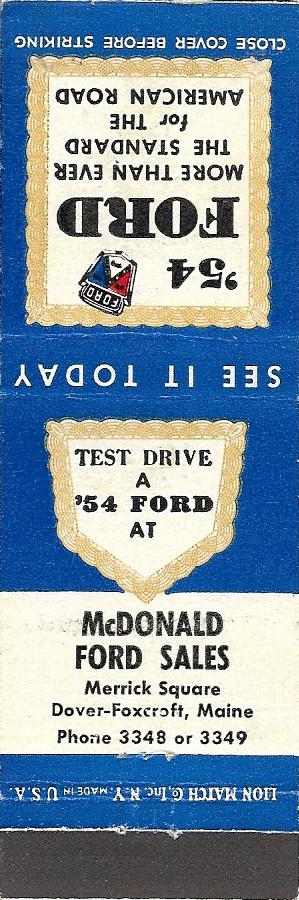 CLOSE COVER BEFORE STRIKING
'54
FORD
FORD
MORE THAN EVER
THE STANDARD
for THE
AMERICAN ROAD
SEE IT TODAY
TEST DRIVE
A
'54 FORD
AT
McDONALD
FORD SALES
Merrick Square
Dover-Foxcroft, Maine
Phone 3348 or 3349
LION MATCH Co., Inc. N.Y. MADE IN U.S.A.